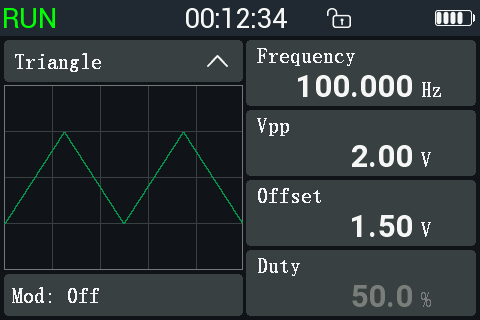 RUN 00:12:34
Triangle
Frequency
100.000 Hz
Vpp
2.00 V
Offset
1.50 V
Duty
50.0 %
Mod: Off